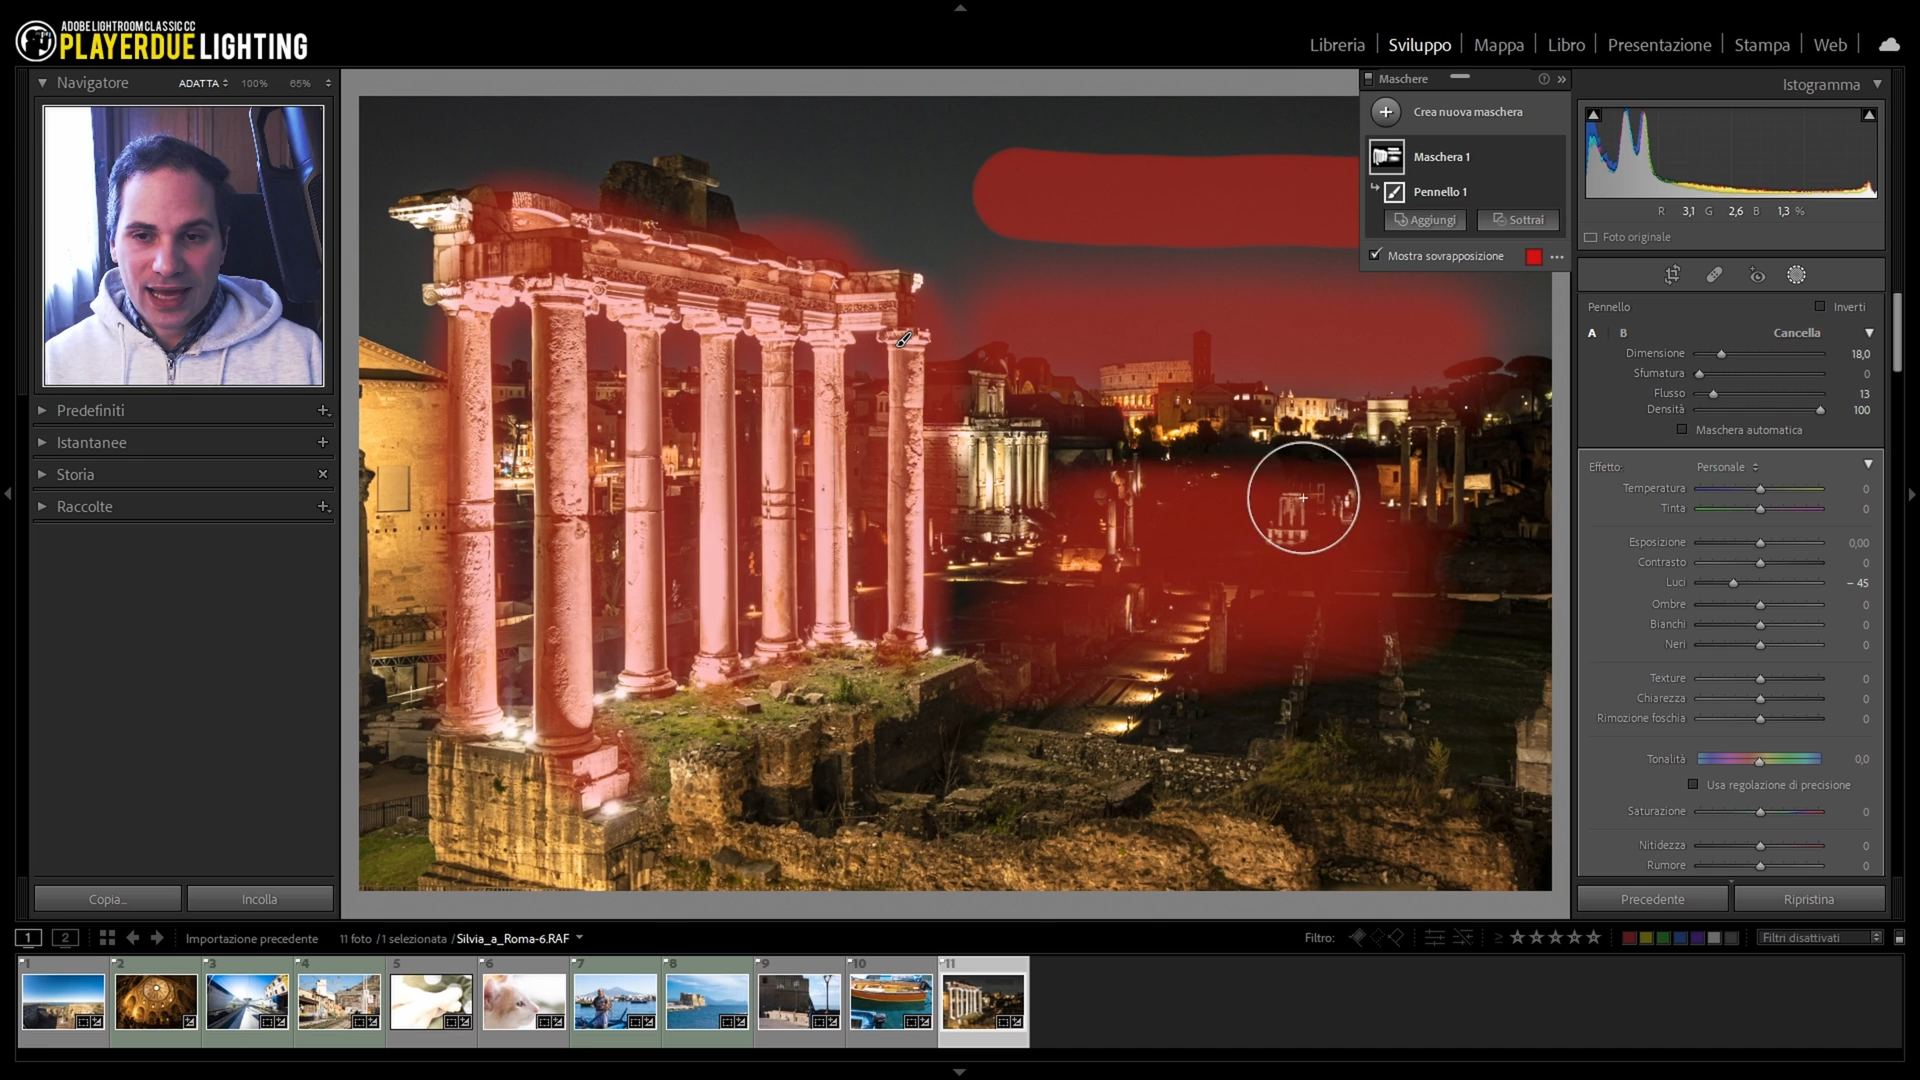 ADOBE LIGHTROOM CLASSIC CC
PLAYERDUE LIGHTING
Libreria | Sviluppo | Mappa | Libro | Presentazione | Stampa | Web |
Navigatore ADATTA 100% 65%
Predefiniti
Istantanee
Storia
Raccolte
Copia...
Incolla
Maschere
Crea nuova maschera
Maschera 1
Pennello 1
Aggiungi
Sottrai
Mostra sovrapposizione
Istogramma
R 3,1 G 2,6 B 1,3 %
Foto originale
Pennello Inverti
A B Cancella
Dimensione 18,0
Sfumatura 0
Flusso 13
Densità 100
Maschera automatica
Effetto: Personale
Temperatura 0
Tinta 0
Esposizione 0,00
Contrasto 0
Luci – 45
Ombre 0
Bianchi 0
Neri 0
Texture 0
Chiarezza 0
Rimozione foschia 0
Tonalità 0,0
Usa regolazione di precisione
Saturazione 0
Nitidezza 0
Rumore 0
Precedente
Ripristina
1 2 Importazione precedente 11 foto / 1 selezionata / Silvia_a_Roma-6.RAF
Filtro: ≥ Filtri disattivati
1 2 3 4 5 6 7 8 9 10 11